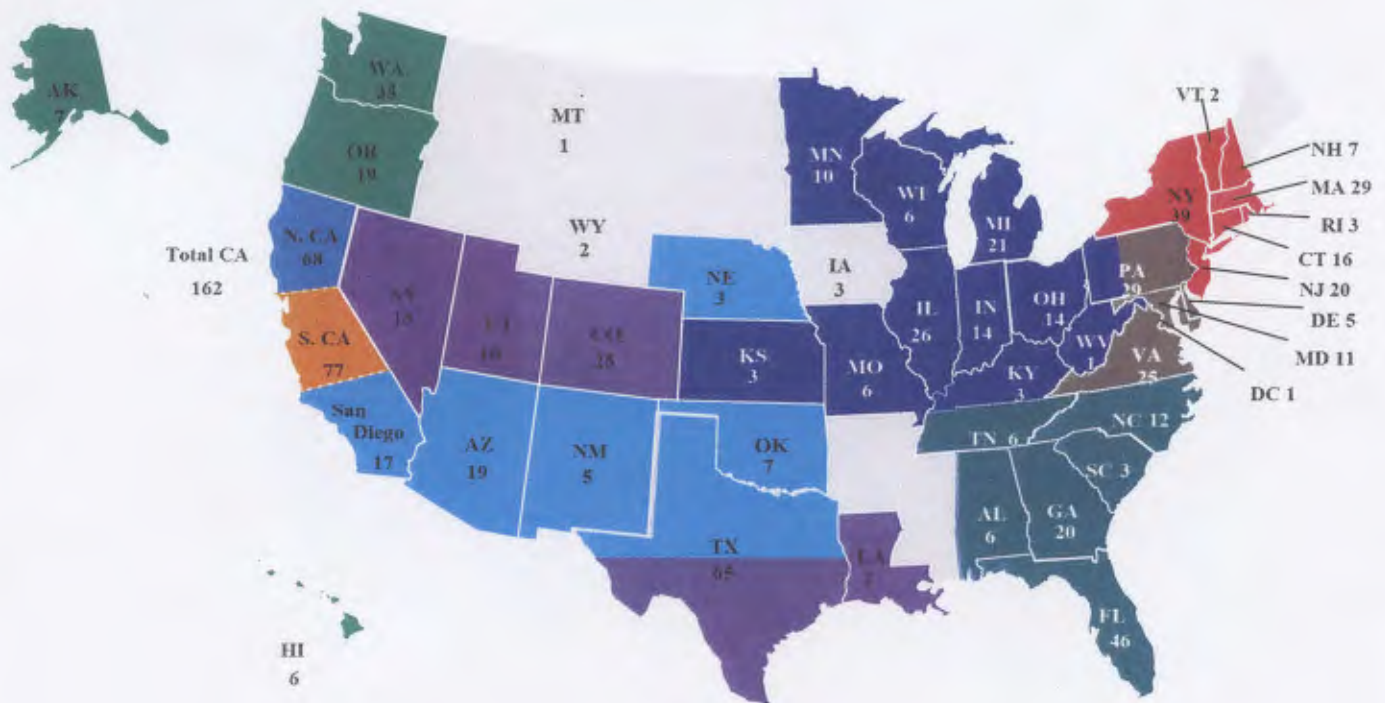 AK
7
WA
OR
19
MT
1
WY
2
N. CA
68
Total CA
162
S. CA
77
San
Diego
17
NV
UT
AZ
19
NM
5
NE
3
KS
3
OK
7
TX
65
LA
MN
10
WI
6
MI
21
IA
3
IL
26
IN
14
OH
14
MO
6
KY
3
WV
1
PA
29
VA
25
NY
39
VT 2
NH 7
MA 29
RI 3
CT 16
NJ 20
DE 5
MD 11
DC 1
TN 6
NC 12
SC 3
AL
6
GA
20
FL
46
HI
6